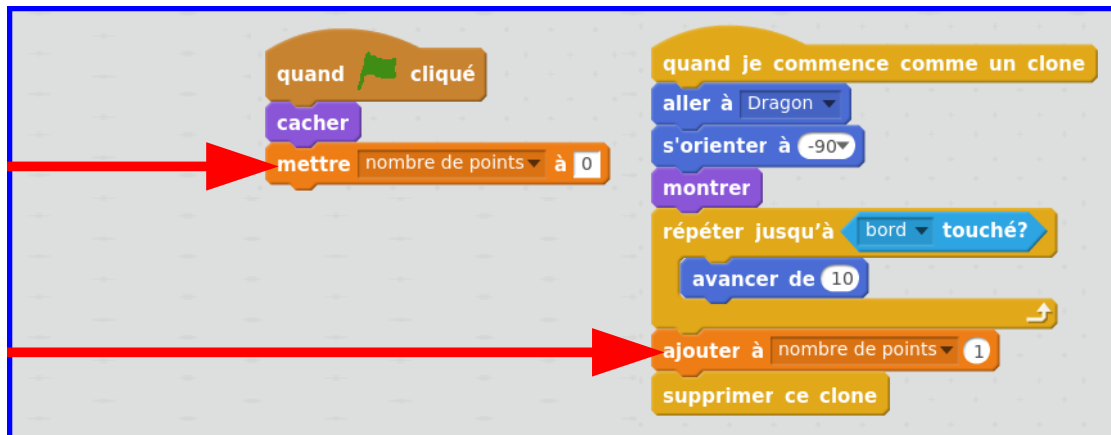 quand cliqué
cacher
mettre nombre de points à 0
quand je commence comme un clone
aller à Dragon
s'orienter à -90
montrer
répéter jusqu'à bord touché?
avancer de 10
ajouter à nombre de points 1
supprimer ce clone